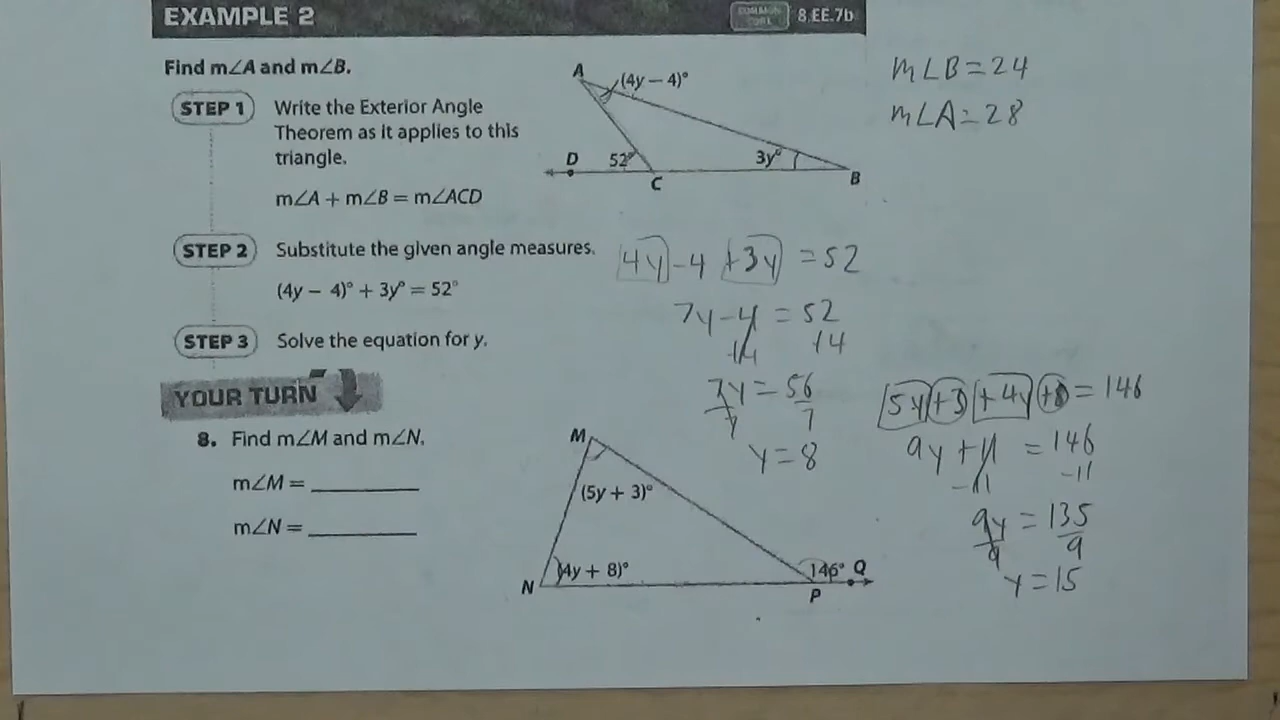 EXAMPLE 2
COMMON CORE 8.EE.7b
Find m∠A and m∠B.
STEP 1 Write the Exterior Angle
Theorem as it applies to this
triangle.
m∠A + m∠B = m∠ACD
STEP 2 Substitute the given angle measures.
(4y − 4)° + 3y° = 52°
STEP 3 Solve the equation for y.
A
(4y − 4)°
D
52°
3y°
C
B
m∠B = 24
m∠A = 28
4y - 4 + 3y = 52
7y - 4 = 52
+4 +4
7y = 56
7 7
y = 8
YOUR TURN
8. Find m∠M and m∠N.
m∠M =
m∠N =
M
(5y + 3)°
(4y + 8)°
146°
Q
N
P
5y + 3 + 4y + 8 = 146
9y + 11 = 146
-11 -11
9y = 135
9 9
y = 15